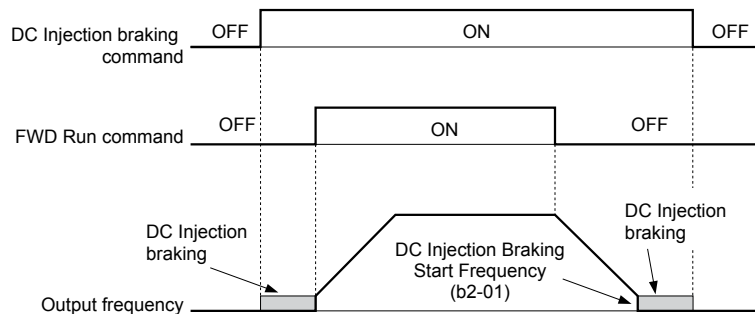 DC Injection braking
command
OFF
ON
OFF
FWD Run command
OFF
ON
OFF
DC Injection
braking
DC Injection Braking
Start Frequency
(b2-01)
DC Injection
braking
Output frequency